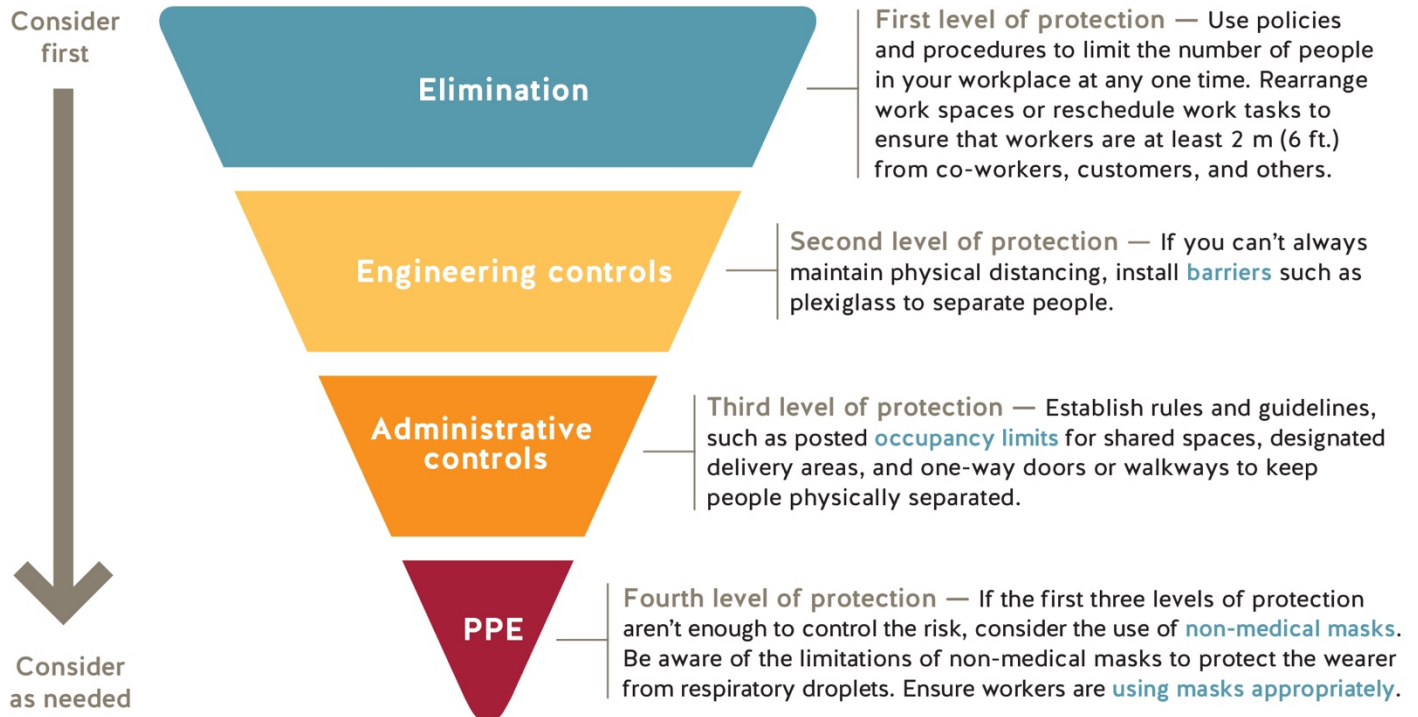 Consider
first
Elimination
First level of protection — Use policies
and procedures to limit the number of people
in your workplace at any one time. Rearrange
work spaces or reschedule work tasks to
ensure that workers are at least 2 m (6 ft.)
from co-workers, customers, and others.
Engineering controls
Second level of protection — If you can’t always
maintain physical distancing, install barriers such as
plexiglass to separate people.
Administrative
controls
Third level of protection — Establish rules and guidelines,
such as posted occupancy limits for shared spaces, designated
delivery areas, and one-way doors or walkways to keep
people physically separated.
PPE
Fourth level of protection — If the first three levels of protection
aren’t enough to control the risk, consider the use of non-medical masks.
Be aware of the limitations of non-medical masks to protect the wearer
from respiratory droplets. Ensure workers are using masks appropriately.
Consider
as needed